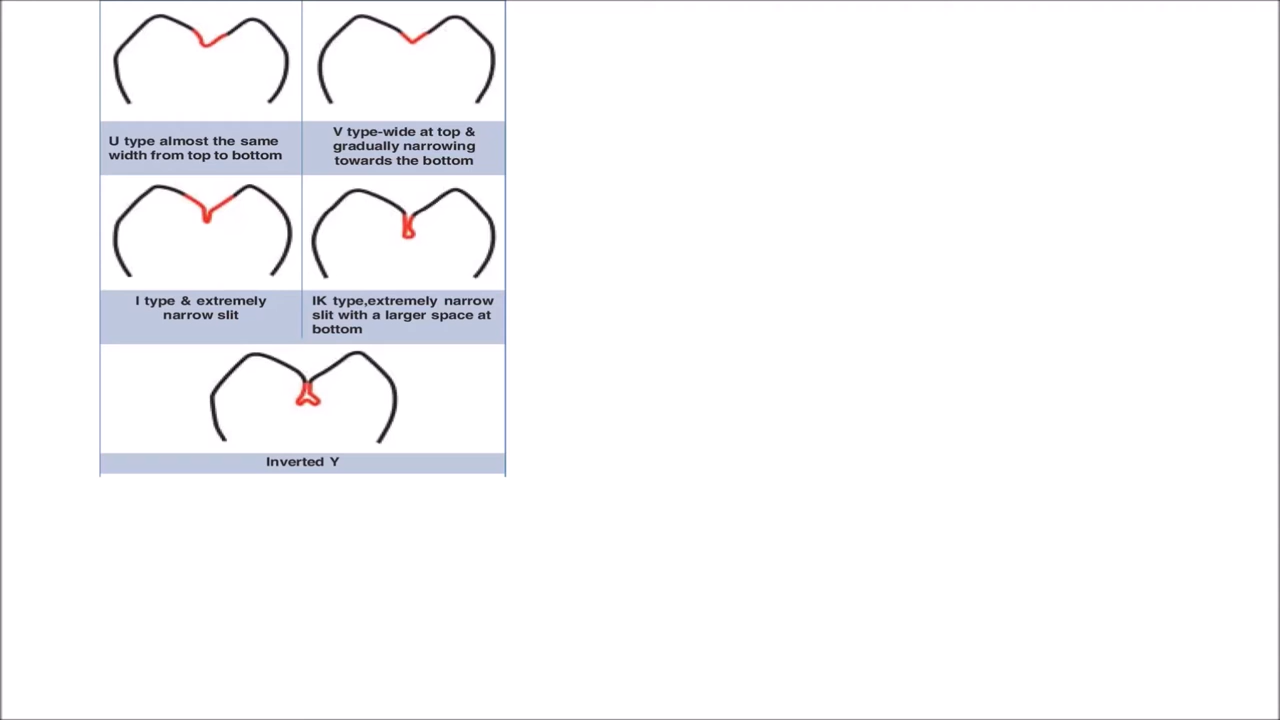 U type almost the same
width from top to bottom
V type-wide at top &
gradually narrowing
towards the bottom
I type & extremely
narrow slit
IK type,extremely narrow
slit with a larger space at
bottom
Inverted Y